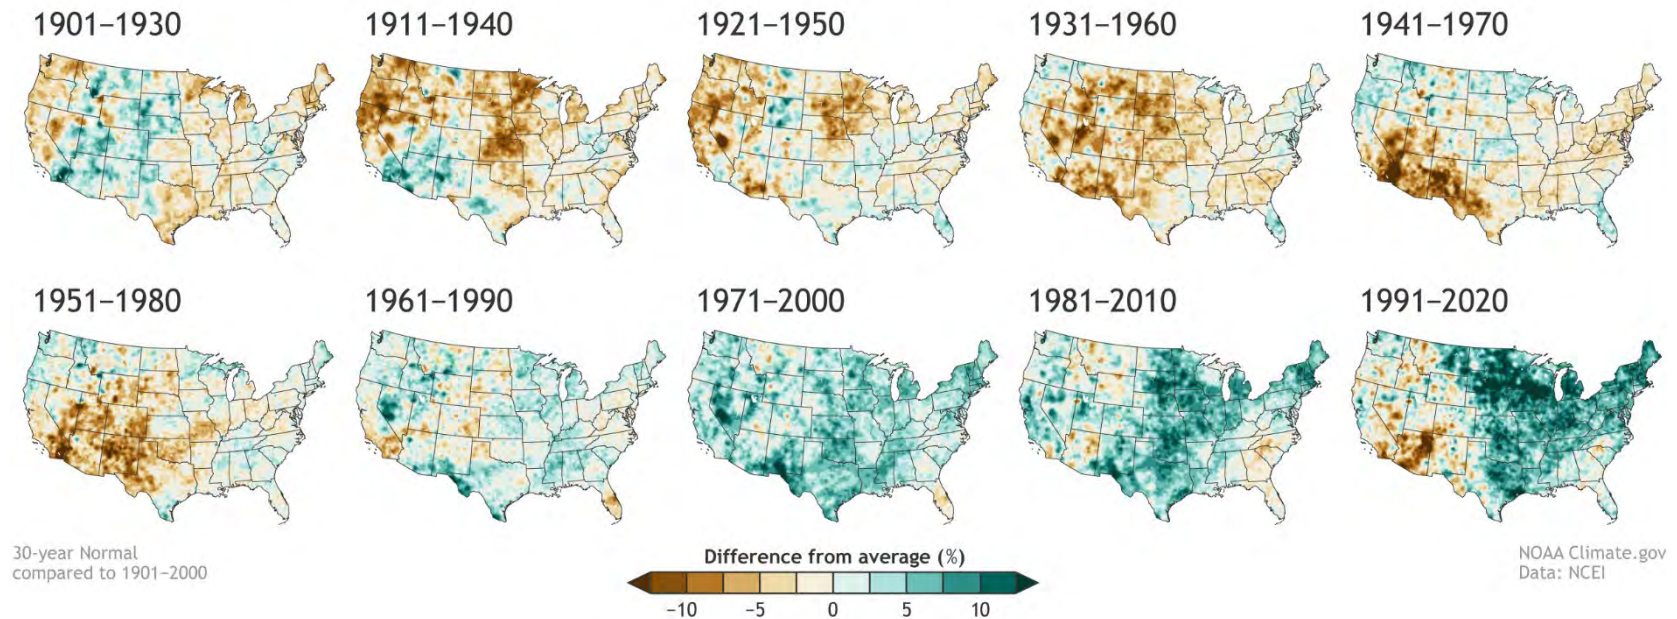 1901–1930
1911–1940
1921–1950
1931–1960
1941–1970
1951–1980
1961–1990
1971–2000
1981–2010
1991–2020
30-year Normal
compared to 1901–2000
Difference from average (%)
−10 −5 0 5 10
NOAA Climate.gov
Data: NCEI